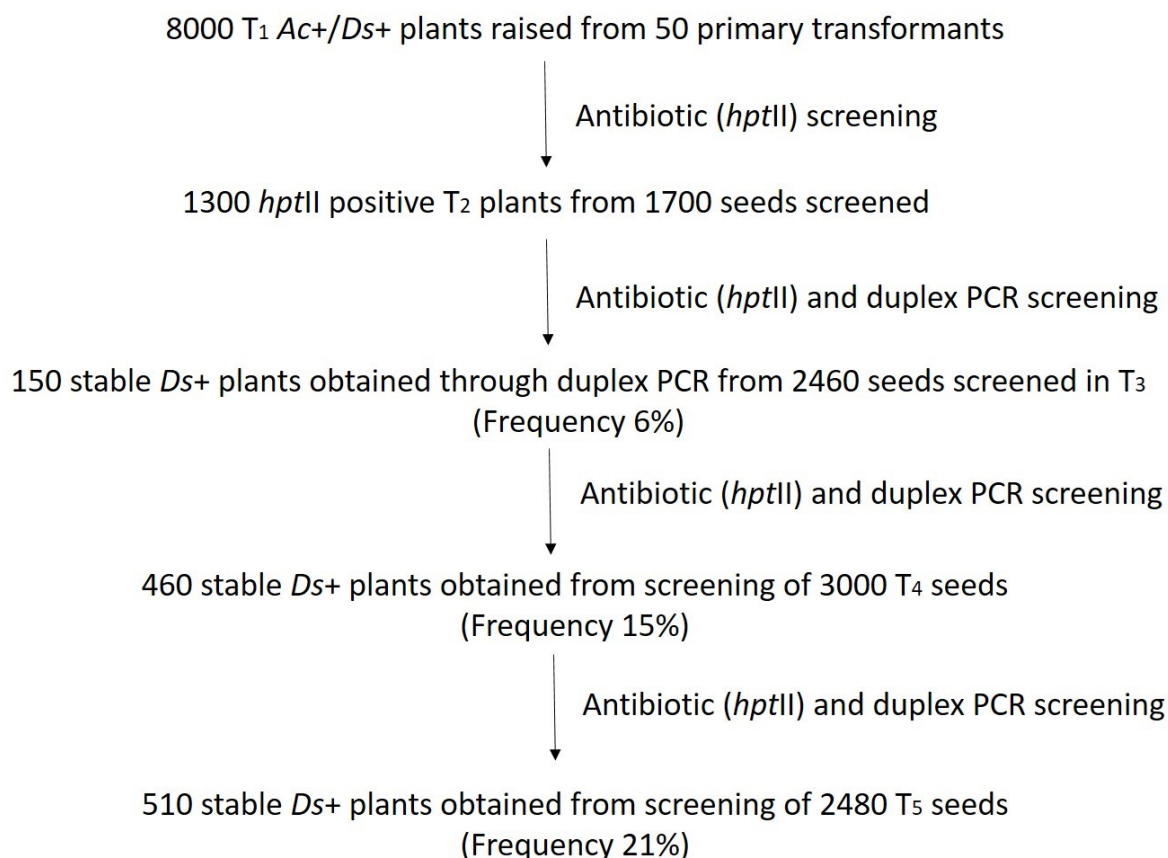 8000 T₁ Ac+/Ds+ plants raised from 50 primary transformants
Antibiotic (hptII) screening
1300 hptII positive T₂ plants from 1700 seeds screened
Antibiotic (hptII) and duplex PCR screening
150 stable Ds+ plants obtained through duplex PCR from 2460 seeds screened in T₃
(Frequency 6%)
Antibiotic (hptII) and duplex PCR screening
460 stable Ds+ plants obtained from screening of 3000 T₄ seeds
(Frequency 15%)
Antibiotic (hptII) and duplex PCR screening
510 stable Ds+ plants obtained from screening of 2480 T₅ seeds
(Frequency 21%)